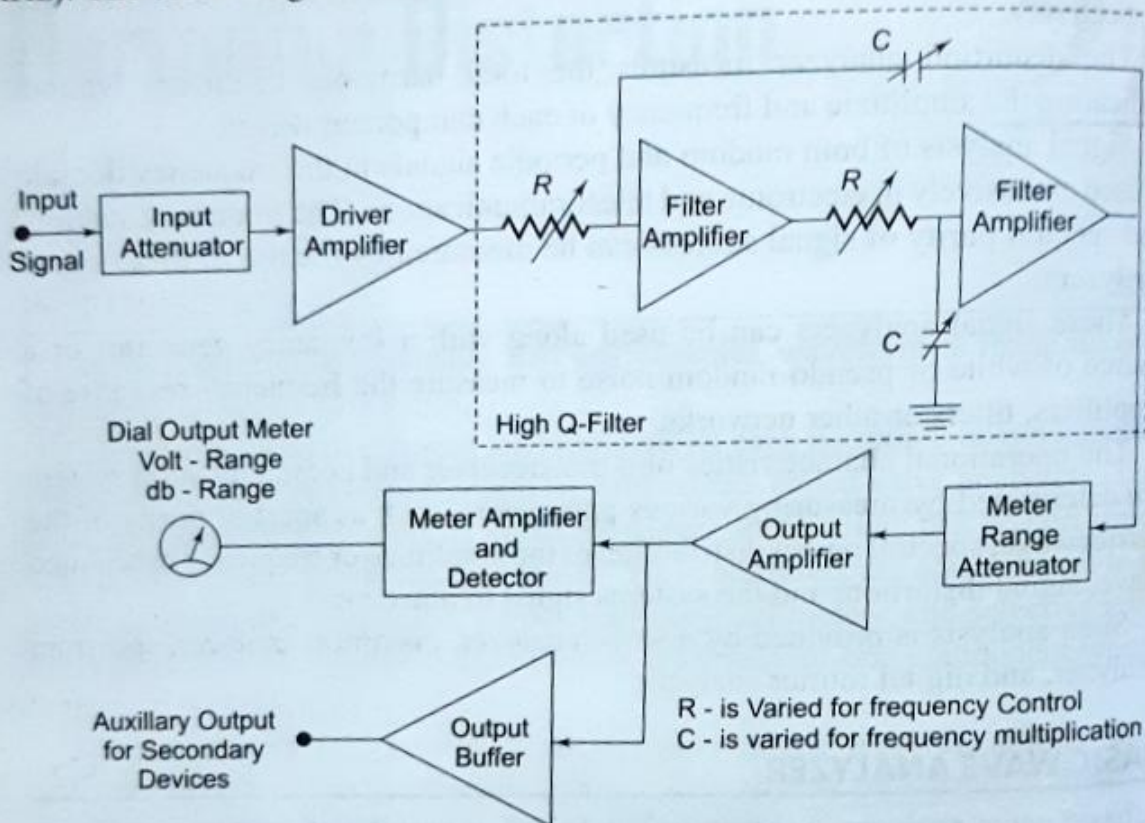 C
Input
Signal
Input
Attenuator
Driver
Amplifier
R
Filter
Amplifier
R
Filter
Amplifier
C
High Q-Filter
Dial Output Meter
Volt - Range
db - Range
Meter Amplifier
and
Detector
Output
Amplifier
Meter
Range
Attenuator
Auxillary Output
for Secondary
Devices
Output
Buffer
R - is Varied for frequency Control
C - is varied for frequency multiplication